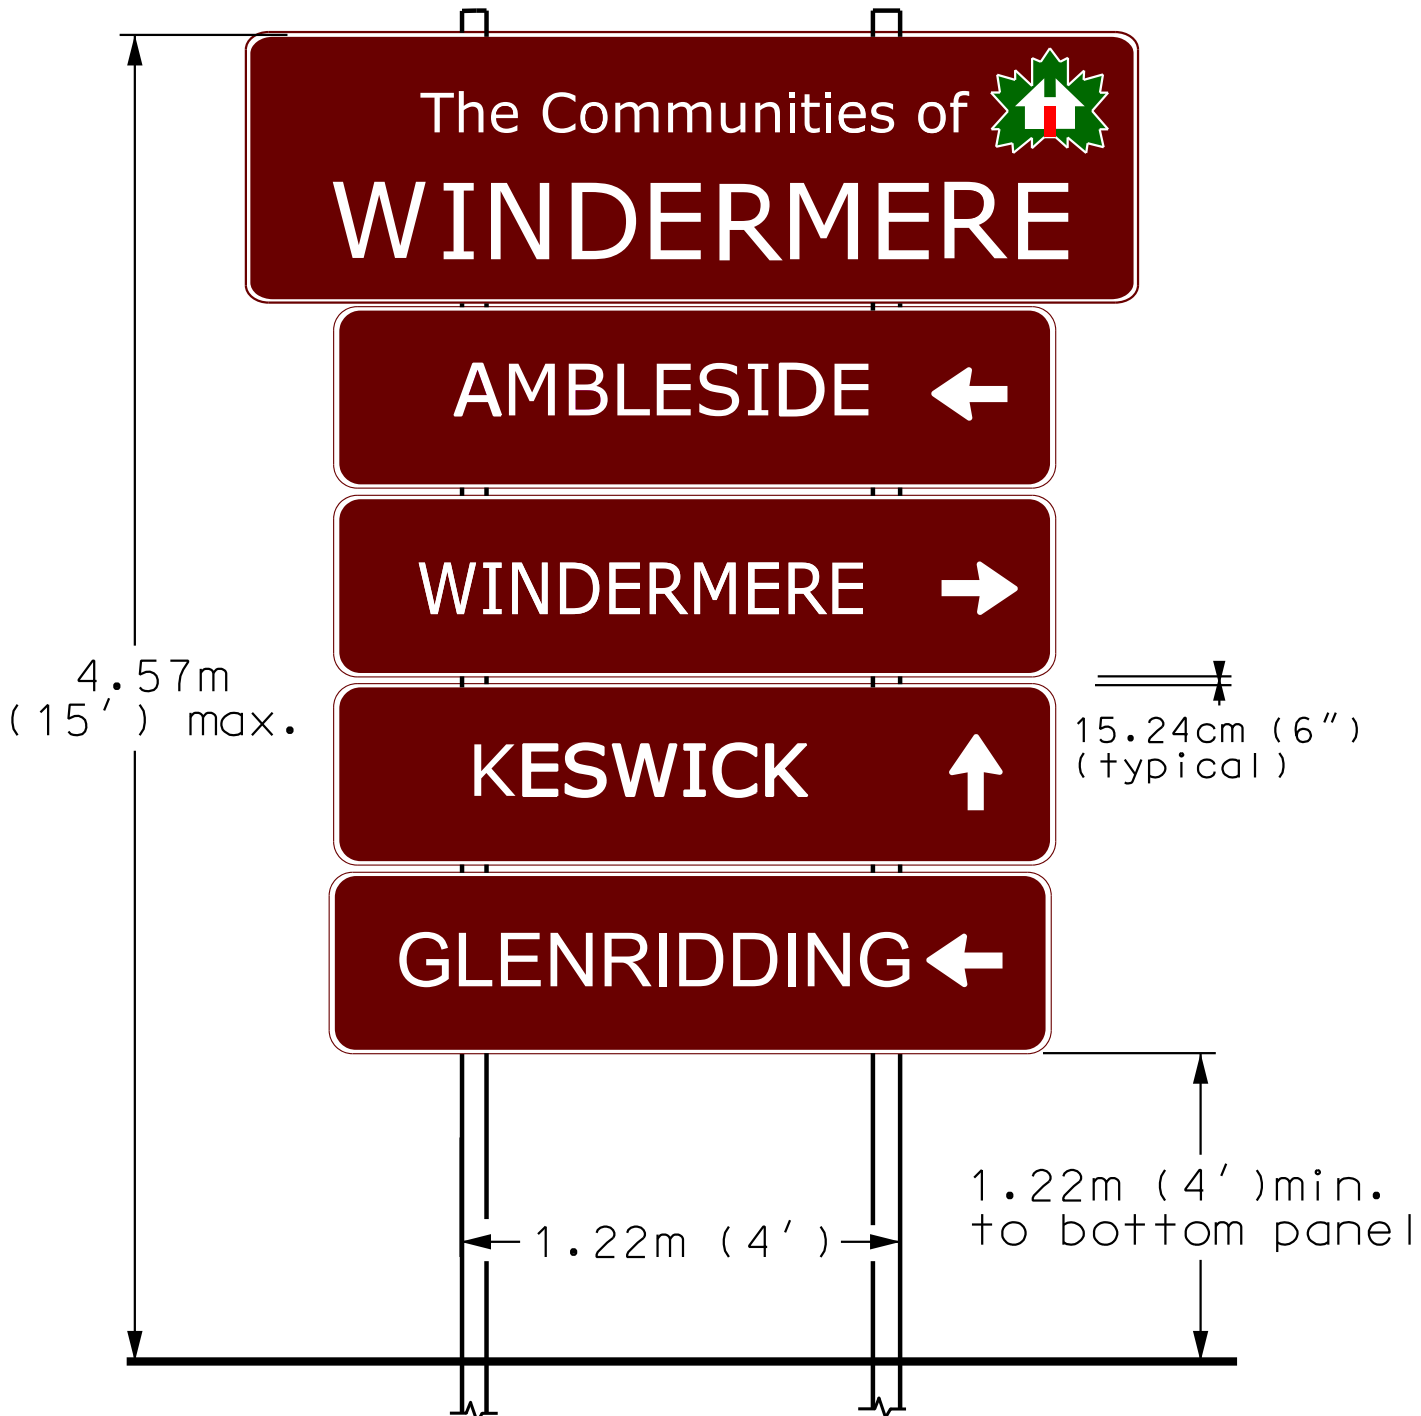 The Communities of
WINDERMERE
AMBLESIDE
WINDERMERE
4.57m
(15′) max.
15.24cm (6″)
(typical)
KESWICK
GLENRIDDING
1.22m (4′)min.
to bottom panel
1.22m (4′)